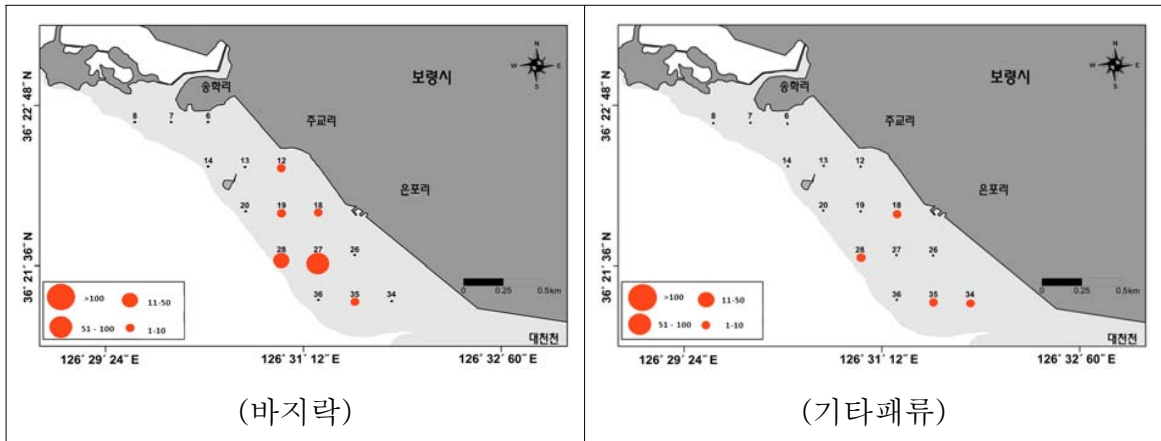 N
W E
S
보령시
송학리
36° 22′ 48″ N
주교리
8 7 6
14 13 12
은포리
20 19 18
28 27 26
36° 21′ 36″ N
36 35 34
0 0.25 0.5km
>100 11-50
51 - 100 1-10
대천천
126° 29′ 24″ E 126° 31′ 12″ E 126° 32′ 60″ E
(바지락)
N
W E
S
보령시
송학리
36° 22′ 48″ N
주교리
8 7 6
14 13 12
은포리
20 19 18
28 27 26
36° 21′ 36″ N
36 35 34
0 0.25 0.5km
>100 11-50
51 - 100 1-10
대천천
126° 29′ 24″ E 126° 31′ 12″ E 126° 32′ 60″ E
(기타패류)